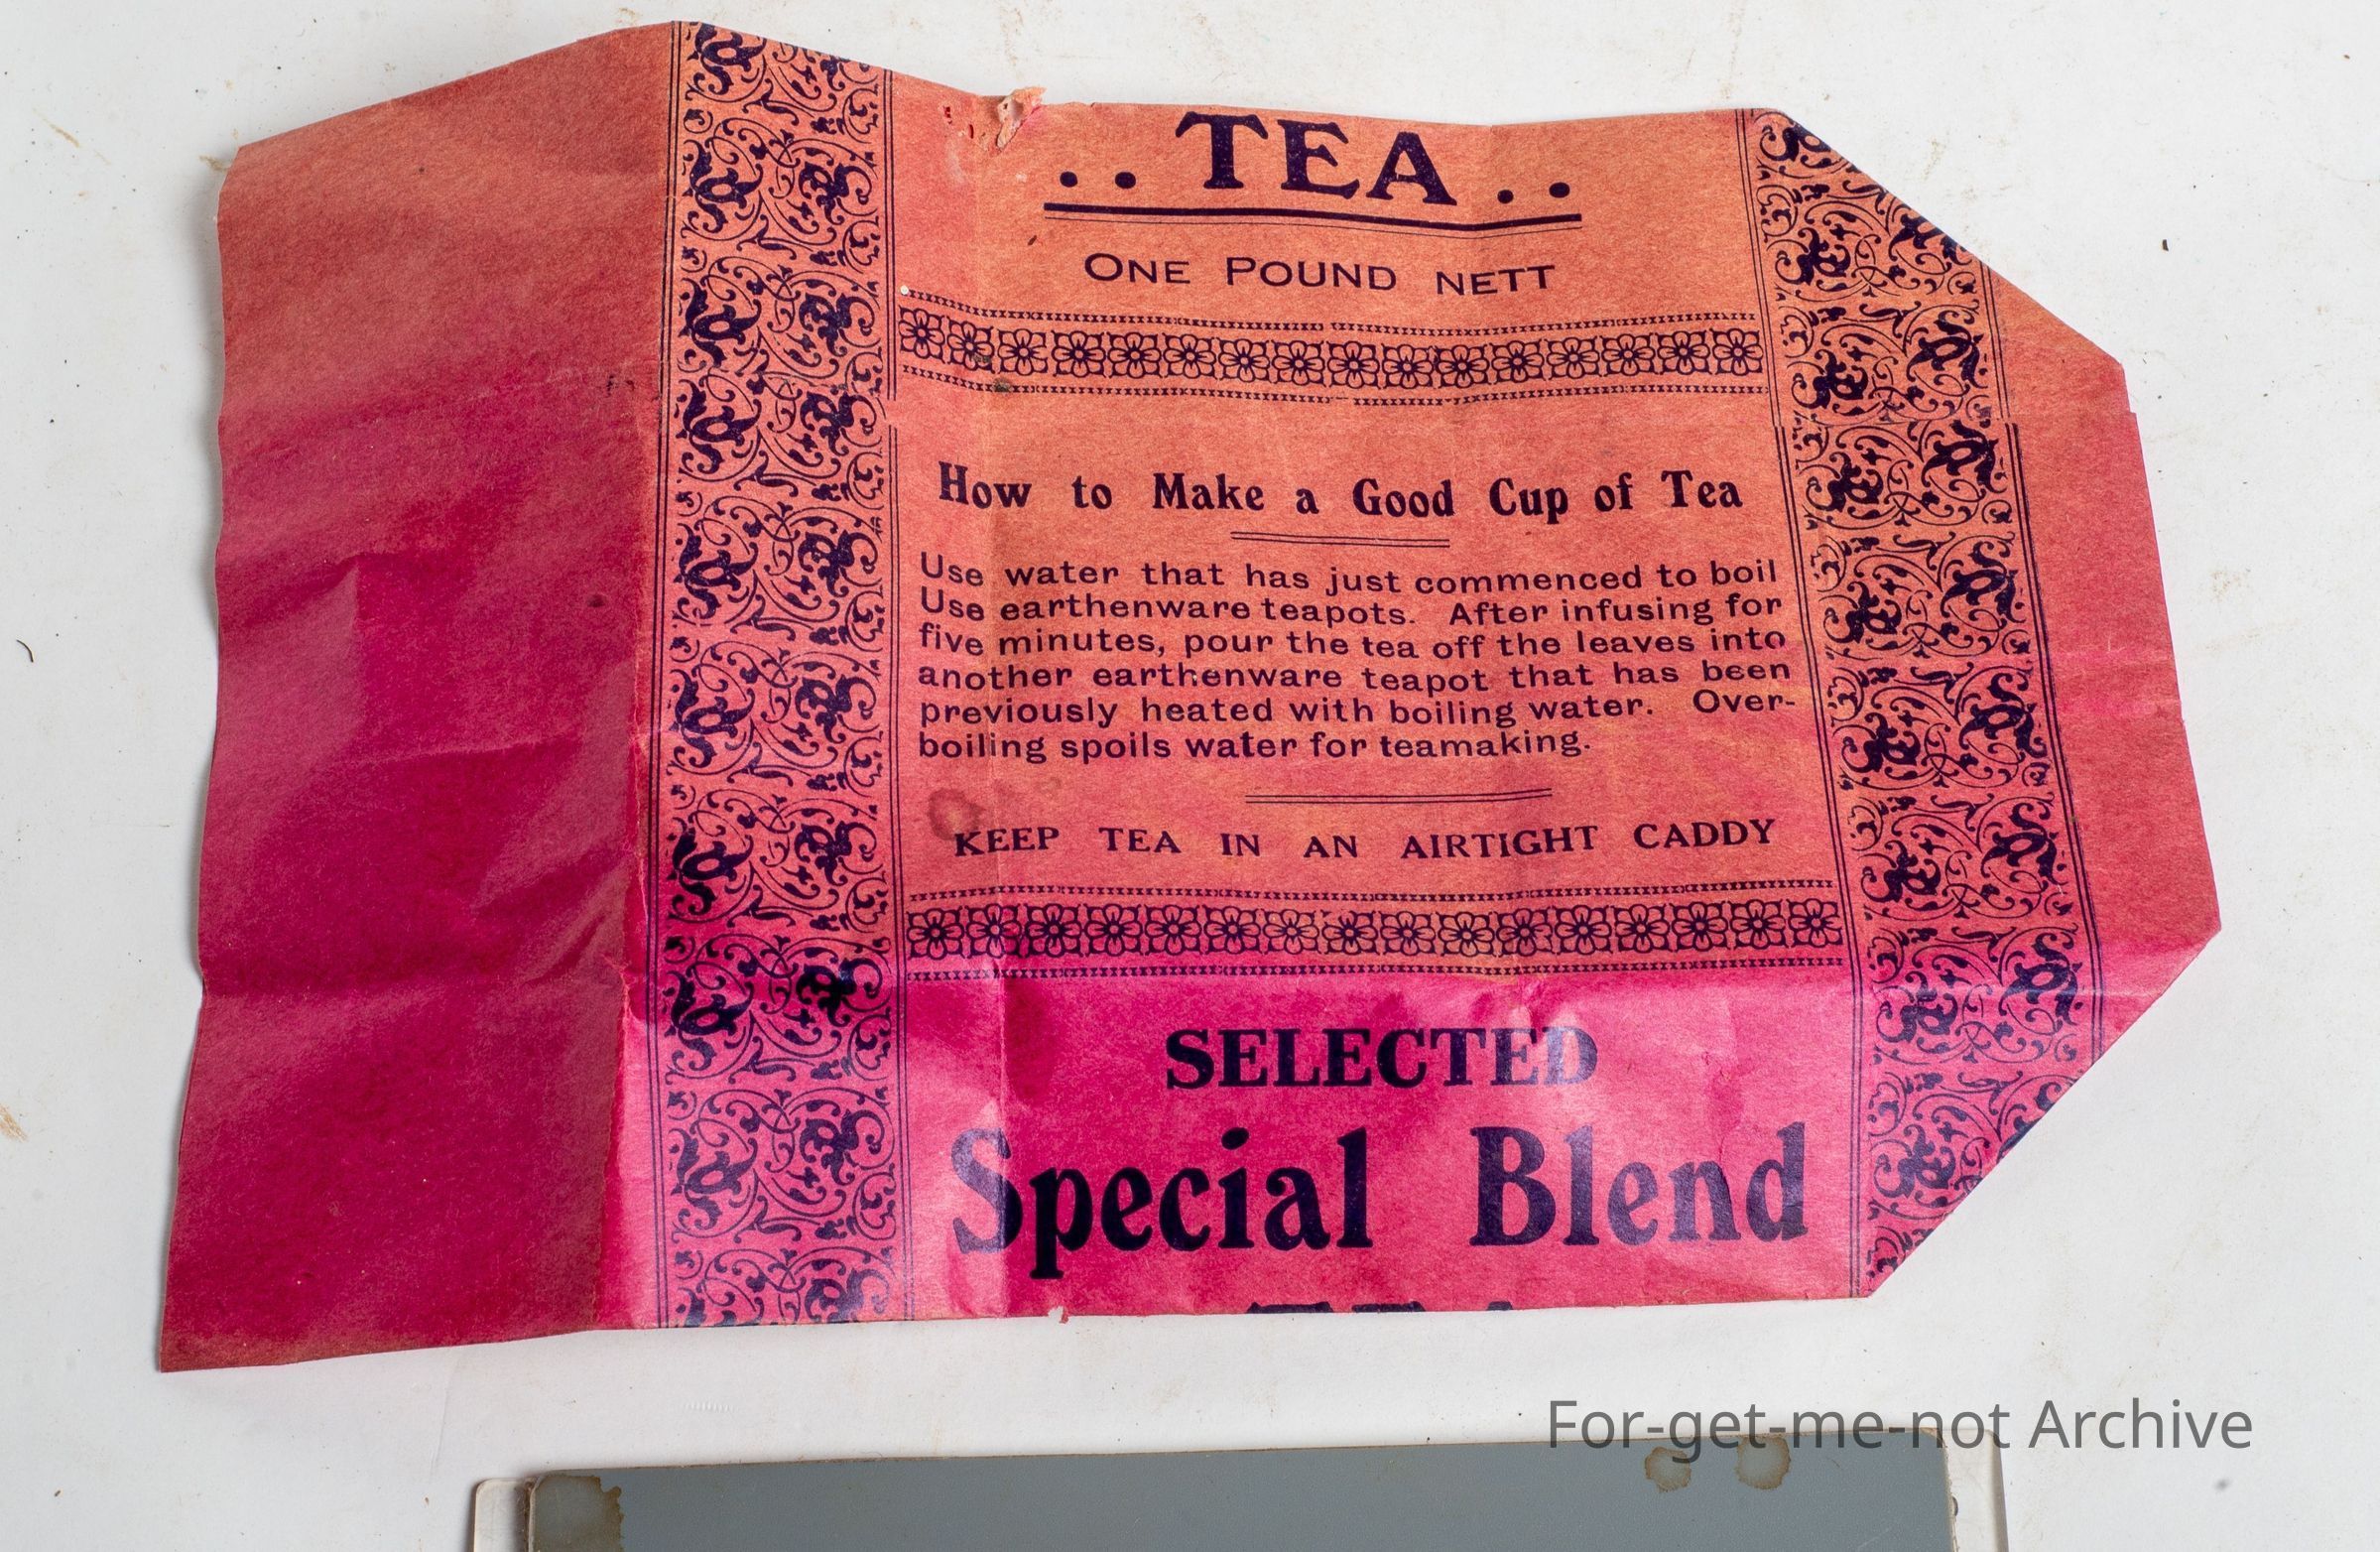 .. TEA ..
ONE POUND NETT
How to Make a Good Cup of Tea
Use water that has just commenced to boil
Use earthenware teapots. After infusing for
five minutes, pour the tea off the leaves into
another earthenware teapot that has been
previously heated with boiling water. Over-
boiling spoils water for teamaking.
KEEP TEA IN AN AIRTIGHT CADDY
SELECTED
Special Blend
For-get-me-not Archive